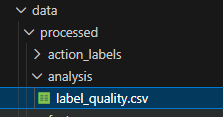 data
processed
action_labels
analysis
label_quality.csv